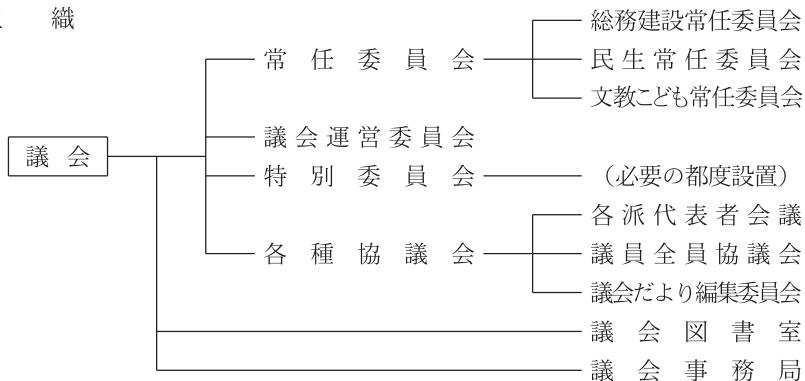 織
総務建設常任委員会
常任委員会
民生常任委員会
文教こども常任委員会
議会運営委員会
議会
特別委員会
（必要の都度設置）
各派代表者会議
各種協議会
議員全員協議会
議会だより編集委員会
議会図書室
議会事務局